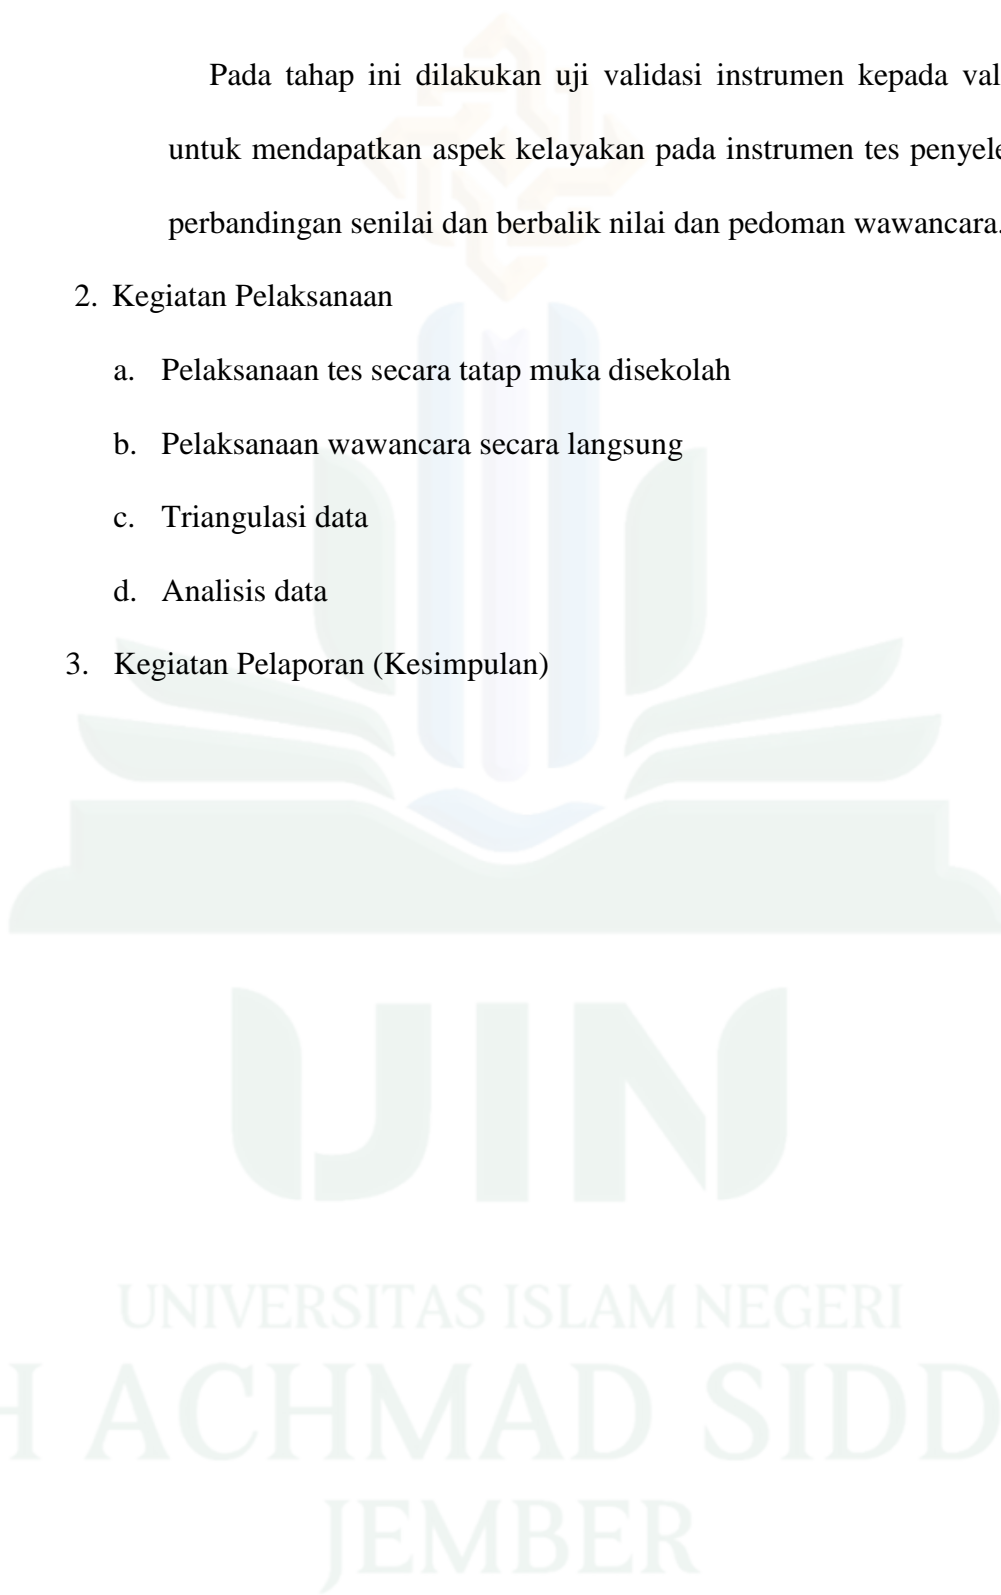 Pada tahap ini dilakukan uji validasi instrumen kepada
untuk mendapatkan aspek kelayakan pada instrumen tes
perbandingan senilai dan berbalik nilai dan pedoman wawancara.
2. Kegiatan Pelaksanaan
a. Pelaksanaan tes secara tatap muka disekolah
b. Pelaksanaan wawancara secara langsung
c. Triangulasi data
d. Analisis data
3. Kegiatan Pelaporan (Kesimpulan)
UIN
UNIVERSITAS ISLAM NEGERI
H ACHMAD SIDD
JEMBER